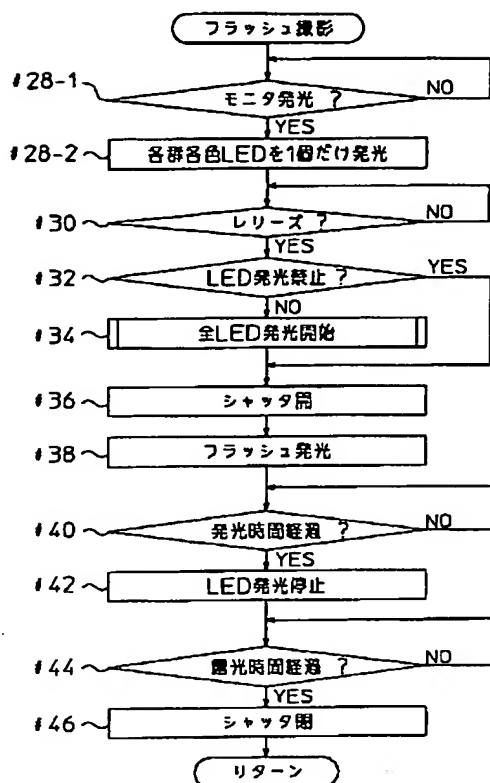 フラッシュ撮影
#28-1
モニタ発光 ?
NO
YES
#28-2
各群各色LEDを1個だけ発光
#30
レリーズ ?
NO
YES
#32
LED発光禁止 ?
YES
NO
#34
全LED発光開始
#36
シャッタ開
#38
フラッシュ発光
#40
発光時間経過 ?
NO
YES
#42
LED発光停止
#44
露光時間経過 ?
NO
YES
#46
シャッタ閉
リターン